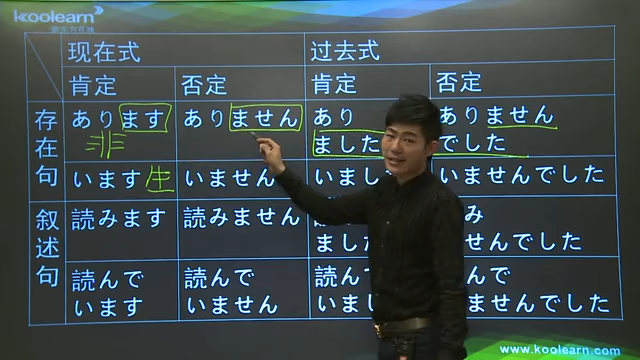 koolearn
新东方在线
现在式
过去式
肯定
否定
肯定
否定
存在句
あります
非
ありません
あり
ました
ありません
でした
います 生
いません
いまし
いませんでした
叙述句
読みます
読みません
読み
ました
み
せんでした
読んで
います
読んで
いません
読ん
いまし
んで
ませんでした
www.koolearn.com